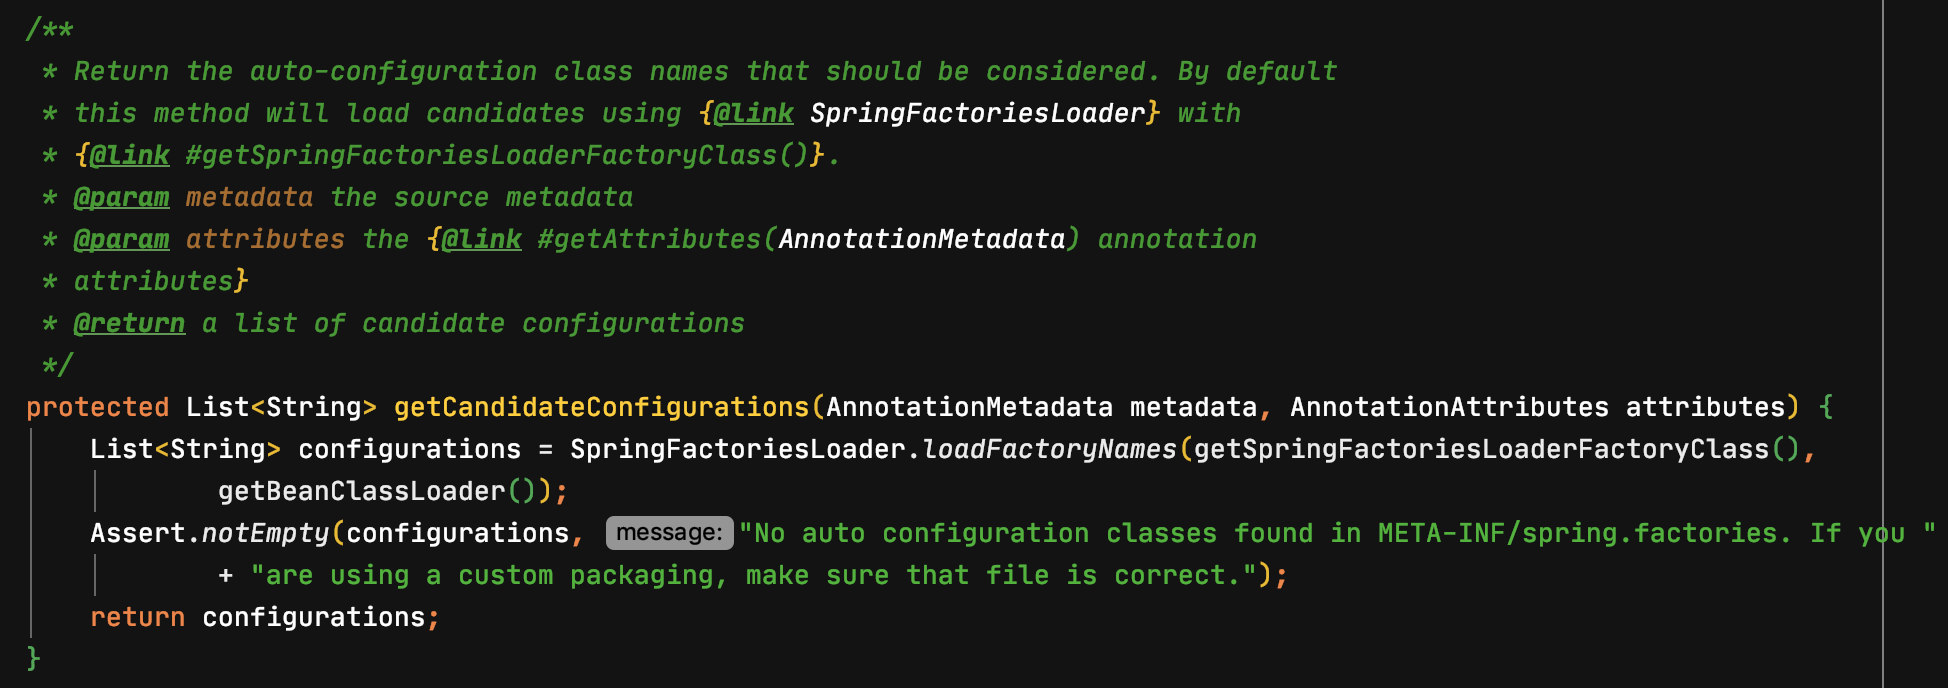 /**
 * Return the auto-configuration class names that should be considered. By default
 * this method will load candidates using {@link SpringFactoriesLoader} with
 * {@link #getSpringFactoriesLoaderFactoryClass()}.
 * @param metadata the source metadata
 * @param attributes the {@link #getAttributes(AnnotationMetadata) annotation
 * attributes}
 * @return a list of candidate configurations
 */
protected List<String> getCandidateConfigurations(AnnotationMetadata metadata, AnnotationAttributes attributes) {
    List<String> configurations = SpringFactoriesLoader.loadFactoryNames(getSpringFactoriesLoaderFactoryClass(),
            getBeanClassLoader());
    Assert.notEmpty(configurations, message: "No auto configuration classes found in META-INF/spring.factories. If you "
            + "are using a custom packaging, make sure that file is correct.");
    return configurations;
}